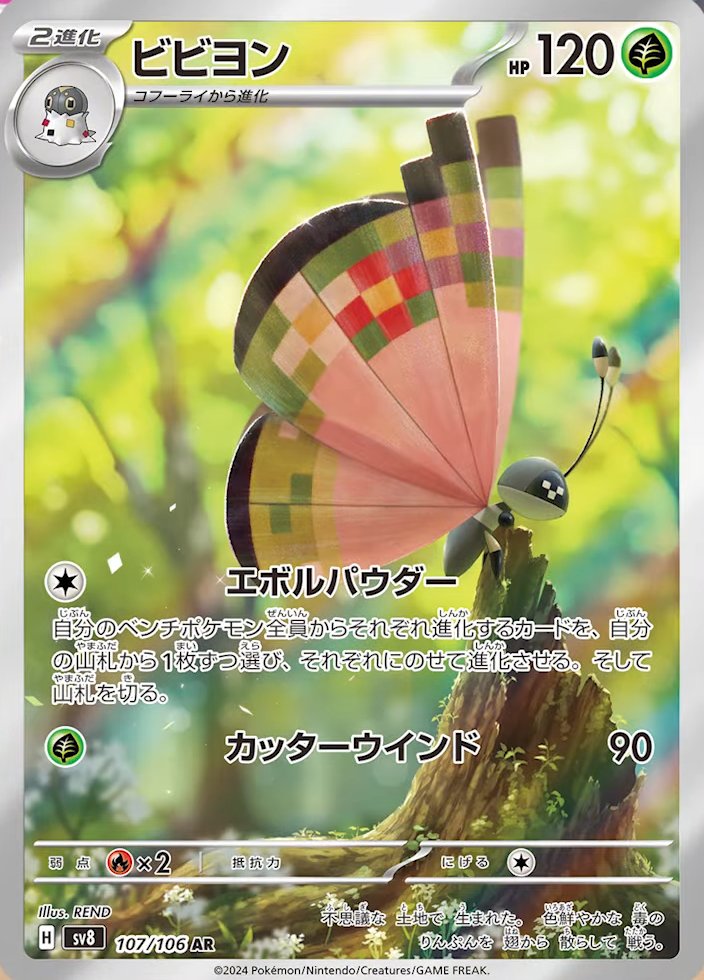 2進化
ビビヨン
HP 120
コフーライから進化
エボルパウダー
自分のベンチポケモン全員からそれぞれ進化するカードを、自分
の山札から1枚ずつ選び、それぞれにのせて進化させる。そして
山札を切る。
カッターウインド 90
弱点 ×2 抵抗力 にげる
Illus. REND
不思議な 土地で 生まれた。 色鮮やかな 毒の
りんぷんを 翅から 散らして 戦う。
H sv8 107/106 AR
©2024 Pokémon/Nintendo/Creatures/GAME FREAK.